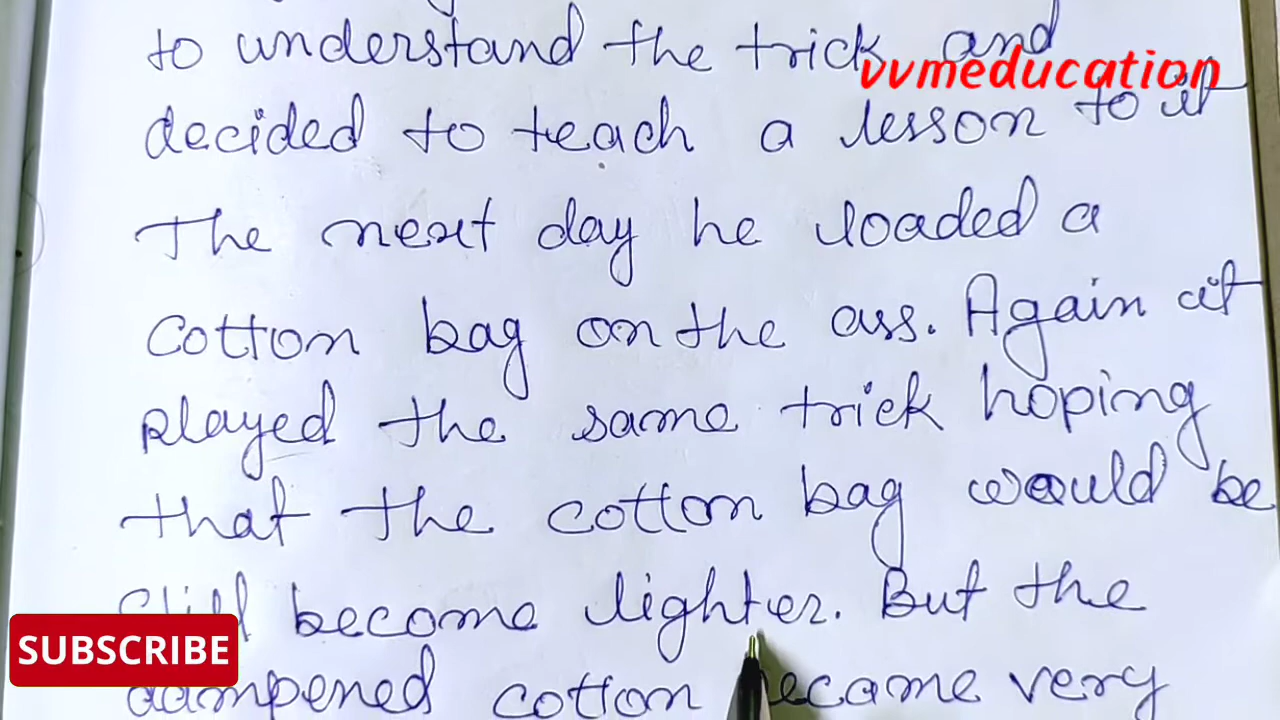 to understand the trick and
vvmeducation
decided to teach a lesson to it
The next day he loaded a
cotton bag on the ass. Again it
played the same trick hoping
that the cotton bag would be
still become lighter. But the
SUBSCRIBE
dampened cotton became very